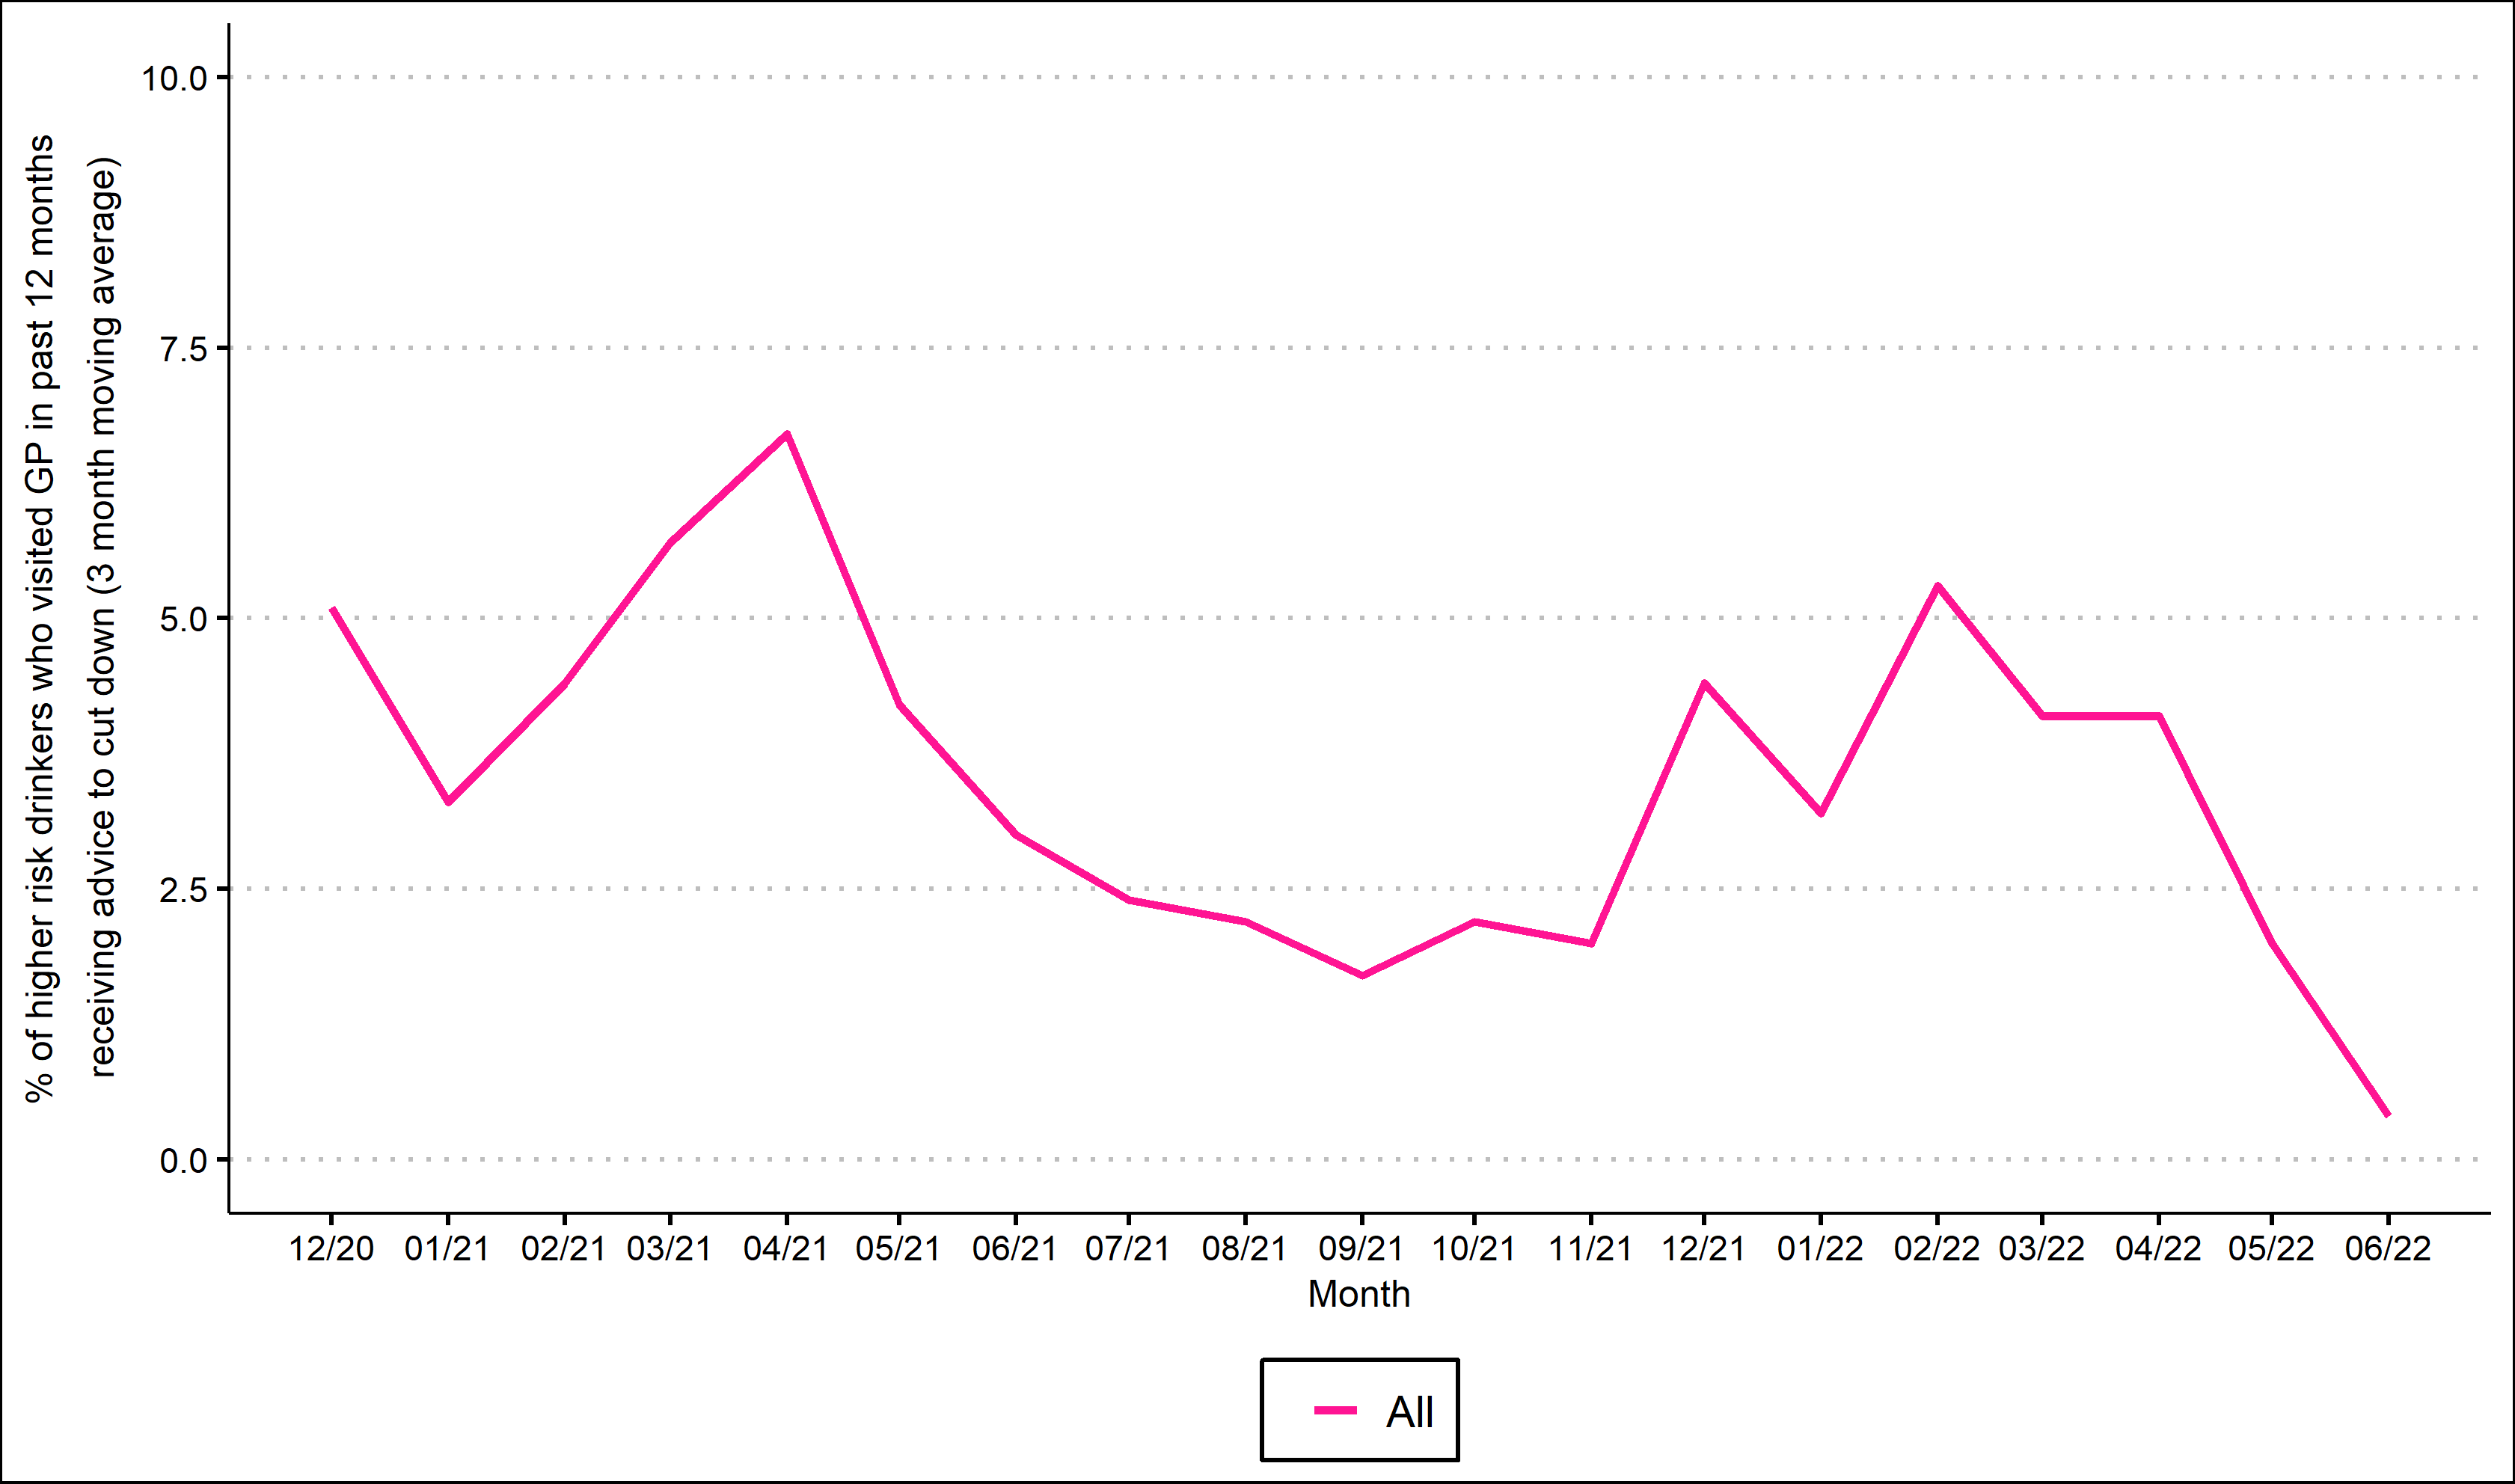 % of higher risk drinkers who visited GP in past 12 months
receiving advice to cut down (3 month moving average)
10.0
7.5
5.0
2.5
0.0
12/20 01/21 02/21 03/21 04/21 05/21 06/21 07/21 08/21 09/21 10/21 11/21 12/21 01/22 02/22 03/22 04/22 05/22 06/22
Month
All